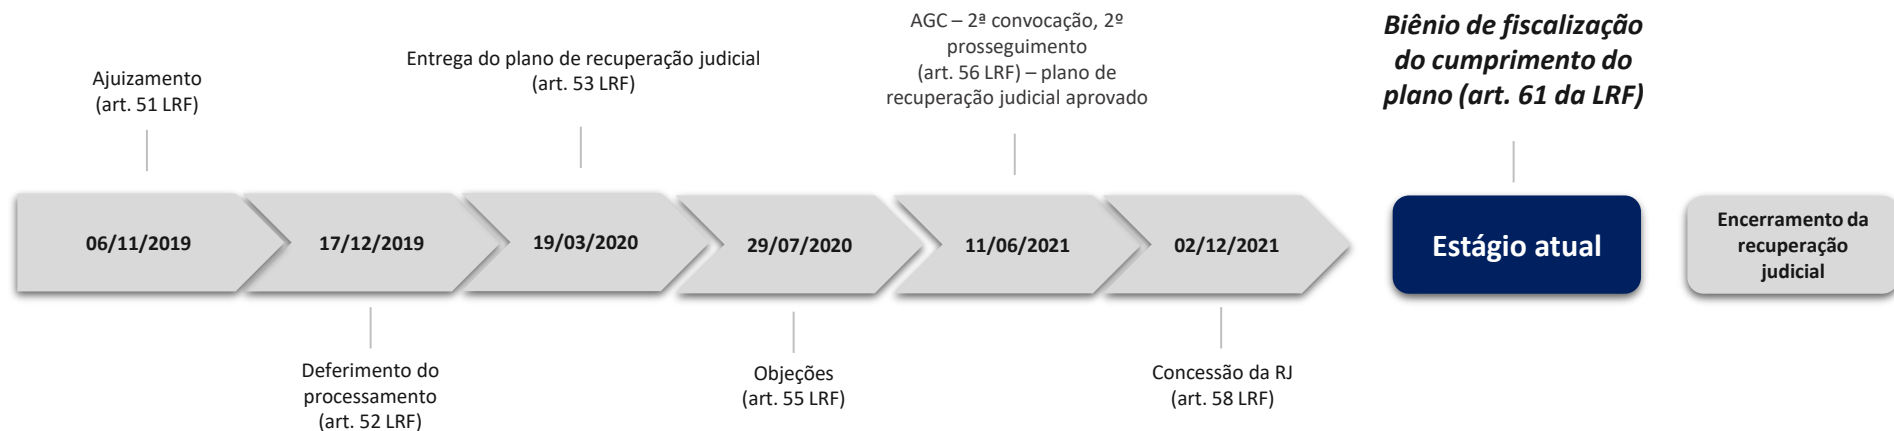 Ajuizamento
(art. 51 LRF)
Entrega do plano de recuperação judicial
(art. 53 LRF)
AGC – 2ª convocação, 2º
prosseguimento
(art. 56 LRF) – plano de
recuperação judicial aprovado
Biênio de fiscalização
do cumprimento do
plano (art. 61 da LRF)
06/11/2019
17/12/2019
19/03/2020
29/07/2020
11/06/2021
02/12/2021
Estágio atual
Encerramento da
recuperação
judicial
Deferimento do
processamento
(art. 52 LRF)
Objeções
(art. 55 LRF)
Concessão da RJ
(art. 58 LRF)